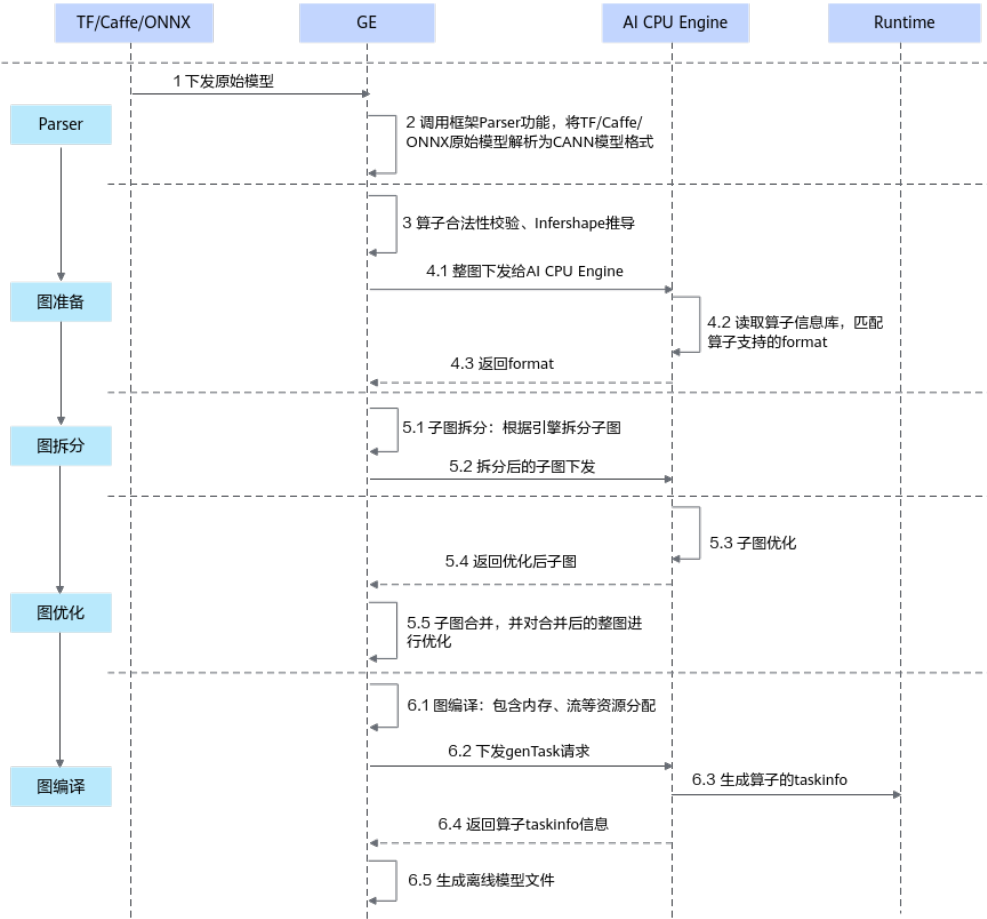 TF/Caffe/ONNX
GE
AI CPU Engine
Runtime
1 下发原始模型
Parser
2 调用框架Parser功能，将TF/Caffe/
ONNX原始模型解析为CANN模型格式
3 算子合法性校验、Infershape推导
4.1 整图下发给AI CPU Engine
图准备
4.2 读取算子信息库，匹配
算子支持的format
4.3 返回format
5.1 子图拆分：根据引擎拆分子图
图拆分
5.2 拆分后的子图下发
5.3 子图优化
5.4 返回优化后子图
图优化
5.5 子图合并，并对合并后的整图进
行优化
6.1 图编译：包含内存、流等资源分配
6.2 下发genTask请求
图编译
6.3 生成算子的taskinfo
6.4 返回算子taskinfo信息
6.5 生成离线模型文件